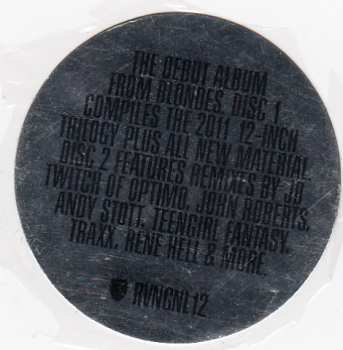 THE DEBUT ALBUM
FROM BLONDES. DISC 1
COMPILES THE 2011 12-INCH
TRILOGY PLUS ALL NEW MATERIAL
DISC 2 FEATURES REMIXES BY JD
TWITCH OF OPTIMO, JOHN ROBERTS,
ANDY STOTT, TEENGIRL FANTASY,
TRAXX, RENE HELL & MORE.
RVNGNL12